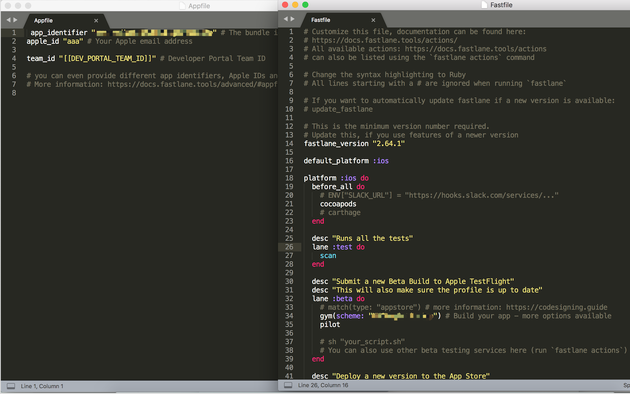 Appfile
Appfile
1 app_identifier " " # The bundle i
2 apple_id "aaa" # Your Apple email address
3
4 team_id "[[DEV_PORTAL_TEAM_ID]]" # Developer Portal Team ID
5
6 # you can even provide different app identifiers, Apple IDs an
7 # More information: https://docs.fastlane.tools/advanced/#appf
8
Line 1, Column 1
Fastfile
Fastfile
1 # Customize this file, documentation can be found here:
2 # https://docs.fastlane.tools/actions/
3 # All available actions: https://docs.fastlane.tools/actions
4 # can also be listed using the `fastlane actions` command
5
6 # Change the syntax highlighting to Ruby
7 # All lines starting with a # are ignored when running `fastlane`
8
9 # If you want to automatically update fastlane if a new version is available:
10 # update_fastlane
11
12 # This is the minimum version number required.
13 # Update this, if you use features of a newer version
14 fastlane_version "2.64.1"
15
16 default_platform :ios
17
18 platform :ios do
19 before_all do
20 # ENV["SLACK_URL"] = "https://hooks.slack.com/services/..."
21 cocoapods
22 # carthage
23 end
24
25 desc "Runs all the tests"
26 lane :test do
27 scan
28 end
29
30 desc "Submit a new Beta Build to Apple TestFlight"
31 desc "This will also make sure the profile is up to date"
32 lane :beta do
33 # match(type: "appstore") # more information: https://codesigning.guide
34 gym(scheme: " ") # Build your app - more options available
35 pilot
36
37 # sh "your_script.sh"
38 # You can also use other beta testing services here (run `fastlane actions`)
39 end
40
41 desc "Deploy a new version to the App Store"
Line 26, Column 16
Sp